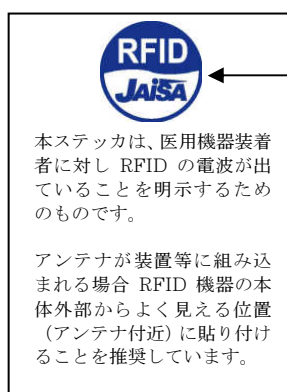 RFID
JAISA
本ステッカは、医用機器装着
者に対し RFID の電波が出
ていることを明示するため
のものです。
アンテナが装置等に組み込
まれる場合 RFID 機器の本
体外部からよく見える位置
（アンテナ付近）に貼り付け
ることを推奨しています。